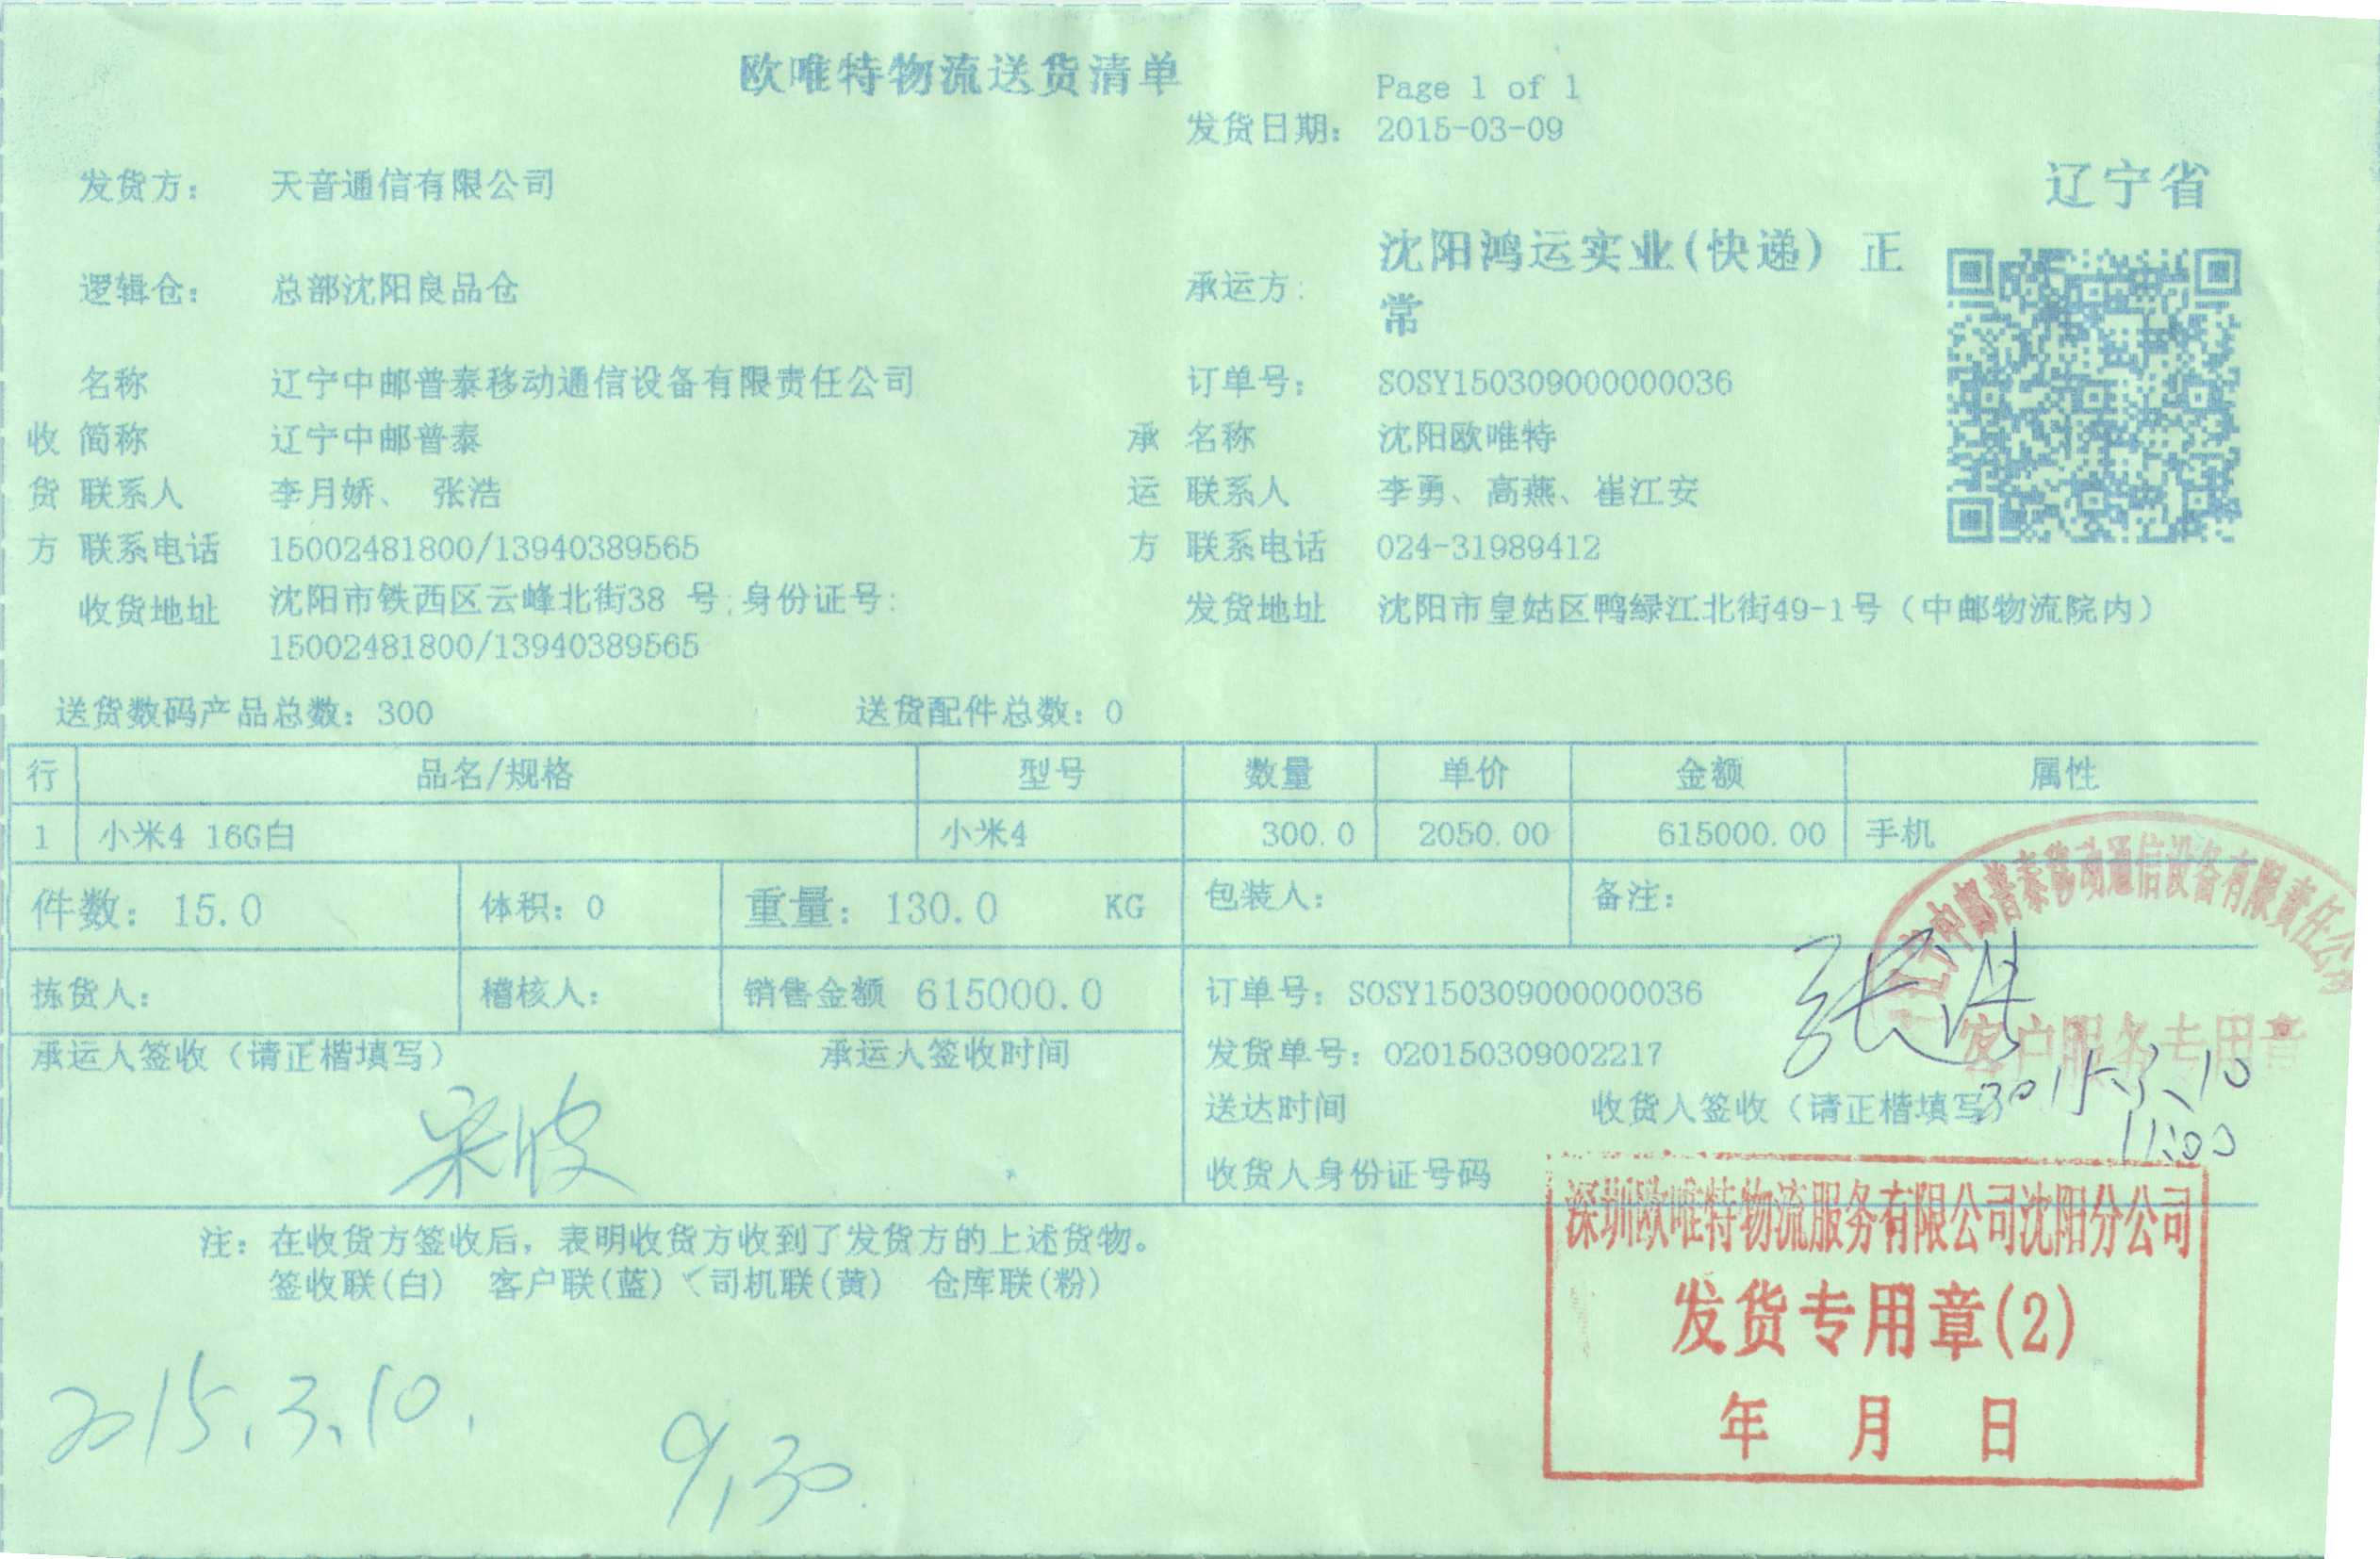 欧唯特物流送货清单
Page 1 of 1
发货日期: 2015-03-09
发货方: 天音通信有限公司
辽宁省
逻辑仓: 总部沈阳良品仓
承运方: 沈阳鸿运实业(快递) 正
常
名称 辽宁中邮普泰移动通信设备有限责任公司 订单号: SOSY150309000000036
收 简称 辽宁中邮普泰 承 名称 沈阳欧唯特
货 联系人 李月娇、 张浩 运 联系人 李勇、高燕、崔江安
方 联系电话 15002481800/13940389565 方 联系电话 024-31989412
收货地址 沈阳市铁西区云峰北街38 号;身份证号: 发货地址 沈阳市皇姑区鸭绿江北街49-1号（中邮物流院内）
15002481800/13940389565
送货数码产品总数: 300 送货配件总数: 0
行 品名/规格 型号 数量 单价 金额 属性
1 小米4 16G白 小米4 300.0 2050.00 615000.00 手机
件数: 15.0 体积: 0 重量: 130.0 KG 包装人: 备注:
拣货人: 稽核人: 销售金额 615000.0 订单号: SOSY150309000000036
承运人签收（请正楷填写） 承运人签收时间 发货单号: 020150309002217
送达时间 收货人签收（请正楷填写）
收货人身份证号码
宋波
张浩
2015.3.10
11:00
中邮普泰移动通信设备有限责任公司
客户服务专用章
注: 在收货方签收后，表明收货方收到了发货方的上述货物。
签收联(白) 客户联(蓝) 司机联(黄) 仓库联(粉)
深圳欧唯特物流服务有限公司沈阳分公司
发货专用章(2)
年 月 日
2015.3.10.
9,30